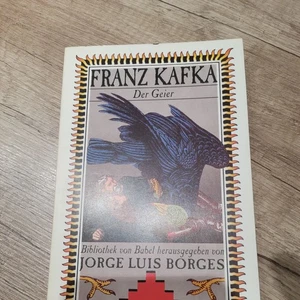 FRANZ KAFKA
Der Geier
Bibliothek von Babel herausgegeben von
JORGE LUIS BORGES